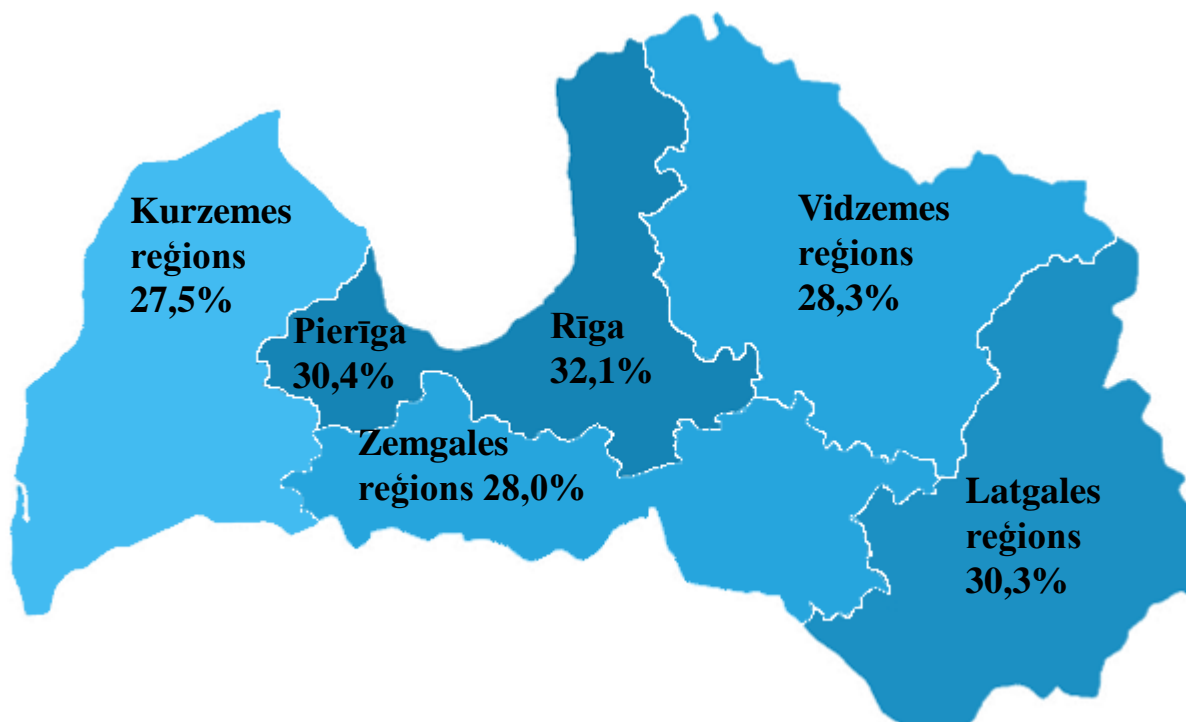 Kurzemes
reģions
27,5%
Pierīga
30,4%
Rīga
32,1%
Vidzemes
reģions
28,3%
Zemgales
reģions 28,0%
Latgales
reģions
30,3%